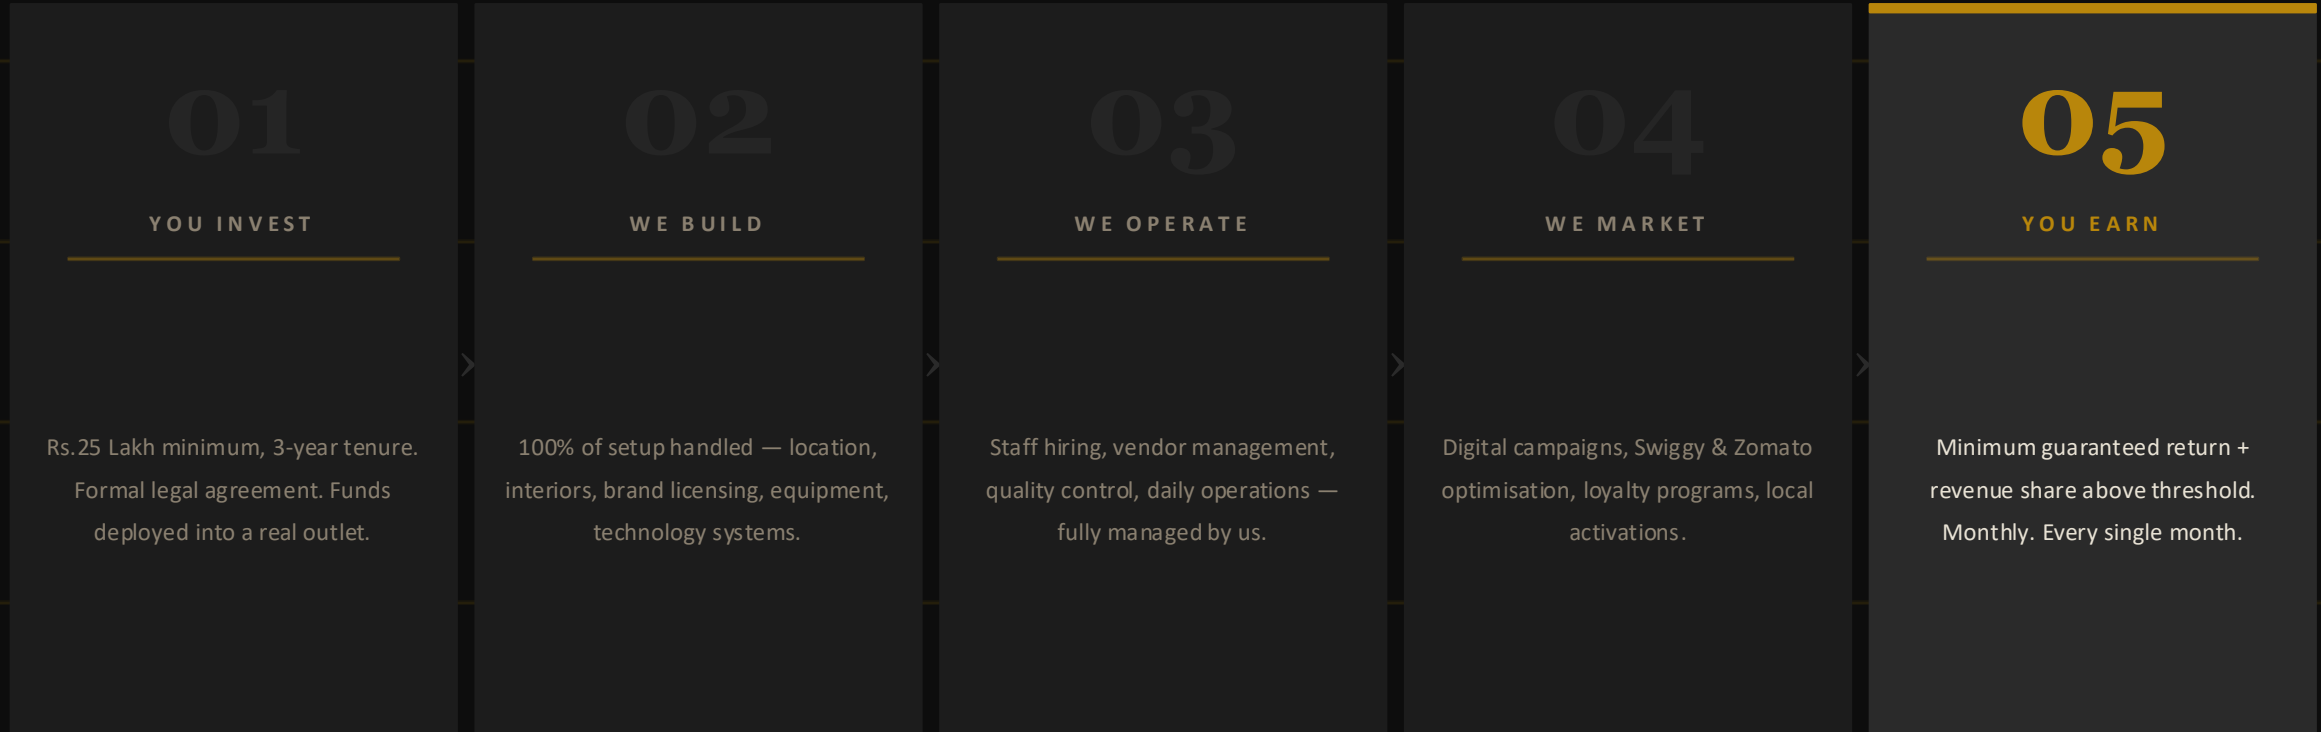 01
YOU INVEST
Rs.25 Lakh minimum, 3-year tenure.
Formal legal agreement. Funds
deployed into a real outlet.
›
02
WE BUILD
100% of setup handled — location,
interiors, brand licensing, equipment,
technology systems.
›
03
WE OPERATE
Staff hiring, vendor management,
quality control, daily operations —
fully managed by us.
›
04
WE MARKET
Digital campaigns, Swiggy & Zomato
optimisation, loyalty programs, local
activations.
›
05
YOU EARN
Minimum guaranteed return +
revenue share above threshold.
Monthly. Every single month.